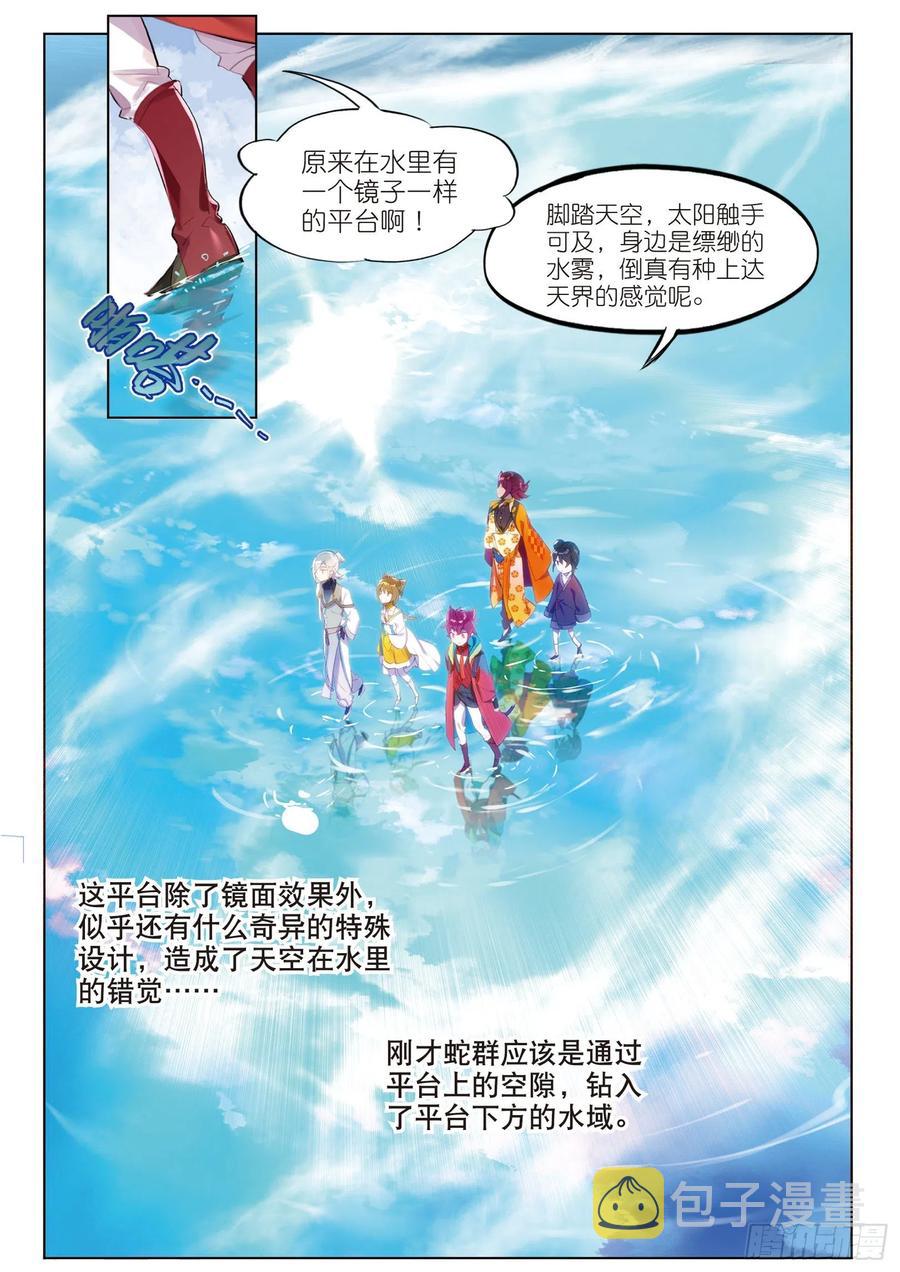 原来在水里有
一个镜子一样
的平台啊！
脚踏天空，太阳触手
可及，身边是缥缈的
水雾，倒真有种上达
天界的感觉呢。
这平台除了镜面效果外，
似乎还有什么奇异的特殊
设计，造成了天空在水里
的错觉……
刚才蛇群应该是通过
平台上的空隙，钻入
了平台下方的水域。
包子漫畫
腾讯动漫